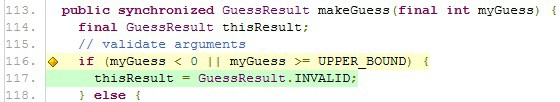 113. public synchronized GuessResult makeGuess(final int myGuess) {
114. final GuessResult thisResult;
115. // validate arguments
116. if (myGuess < 0 || myGuess >= UPPER_BOUND) {
117. thisResult = GuessResult.INVALID;
118. } else {